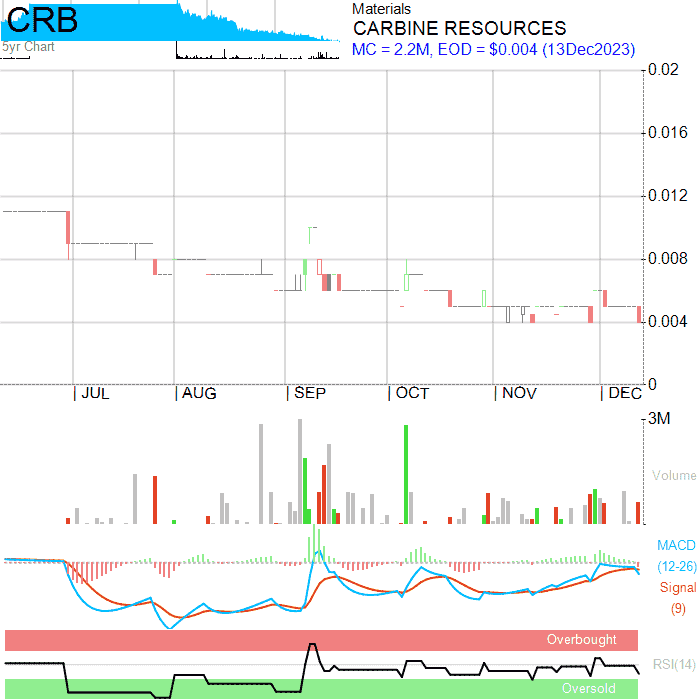 CRB
5yr Chart
Materials
CARBINE RESOURCES
MC = 2.2M, EOD = $0.004 (13Dec2023)
0.02
0.016
0.012
0.008
0.004
0
JUL AUG SEP OCT NOV DEC
3M
Volume
MACD
(12-26)
Signal
(9)
Overbought
RSI(14)
Oversold